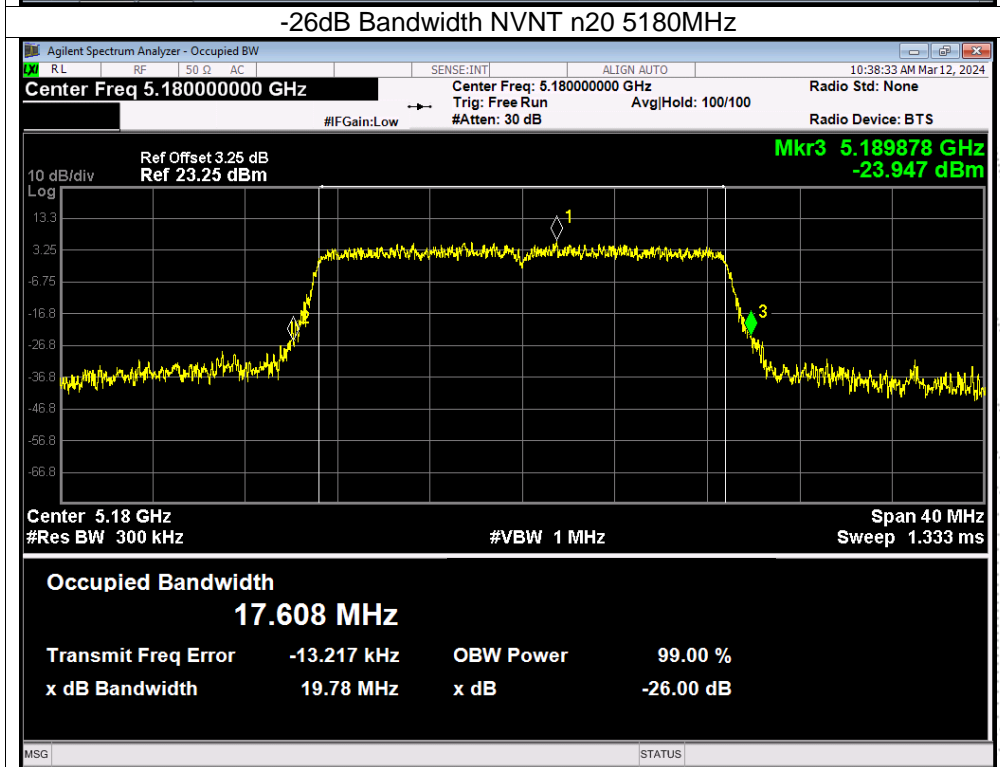 -26dB Bandwidth NVNT n20 5180MHz
Agilent Spectrum Analyzer - Occupied BW
LXI RL RF 50 Ω AC SENSE:INT ALIGN AUTO 10:38:33 AM Mar 12, 2024
Center Freq 5.180000000 GHz
Center Freq: 5.180000000 GHz Radio Std: None
Trig: Free Run Avg|Hold: 100/100
#IFGain:Low #Atten: 30 dB Radio Device: BTS
Mkr3 5.189878 GHz
-23.947 dBm
Ref Offset 3.25 dB
10 dB/div Ref 23.25 dBm
Log
13.3
3.25
-6.75
-16.8
-26.8
-36.8
-46.8
-56.8
-66.8
1
2
3
Center 5.18 GHz Span 40 MHz
#Res BW 300 kHz #VBW 1 MHz Sweep 1.333 ms
Occupied Bandwidth
17.608 MHz
Transmit Freq Error -13.217 kHz OBW Power 99.00 %
x dB Bandwidth 19.78 MHz x dB -26.00 dB
MSG STATUS